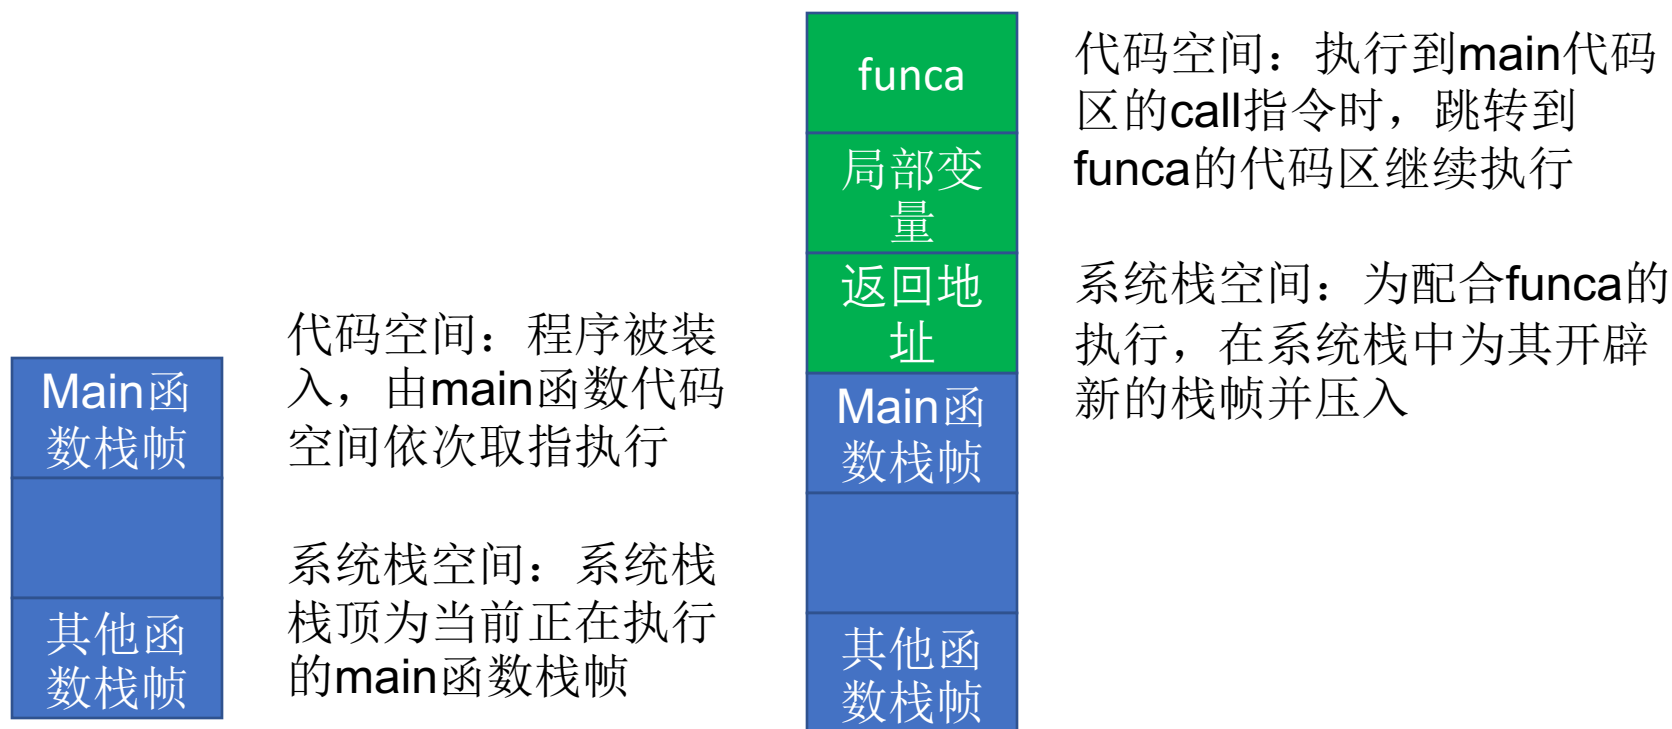 Main函
数栈帧
其他函
数栈帧
代码空间：程序被装
入，由main函数代码
空间依次取指执行
系统栈空间：系统栈
栈顶为当前正在执行
的main函数栈帧
funca
局部变
量
返回地
址
Main函
数栈帧
其他函
数栈帧
代码空间：执行到main代码
区的call指令时，跳转到
funca的代码区继续执行
系统栈空间：为配合funca的
执行，在系统栈中为其开辟
新的栈帧并压入